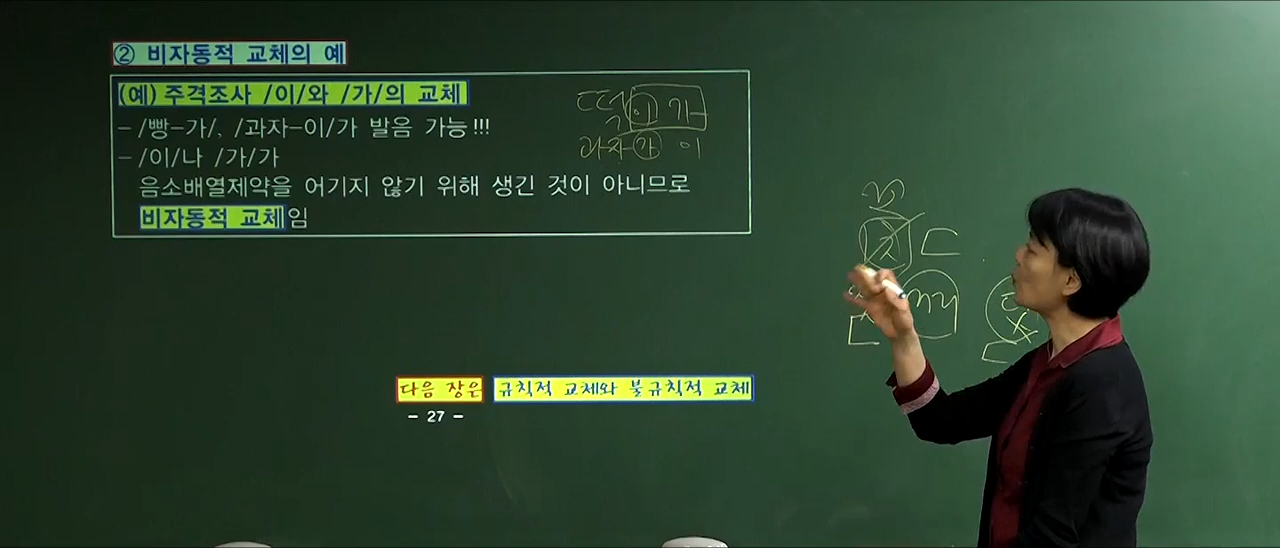 ② 비자동적 교체의 예
(예) 주격조사 /이/와 /가/의 교체
- /빵-가/, /과자-이/가 발음 가능!!!
- /이/나 /가/가
음소배열제약을 어기지 않기 위해 생긴 것이 아니므로
비자동적 교체임
떡이 가
과자가 이
다음 장은 규칙적 교체와 불규칙적 교체
- 27 -